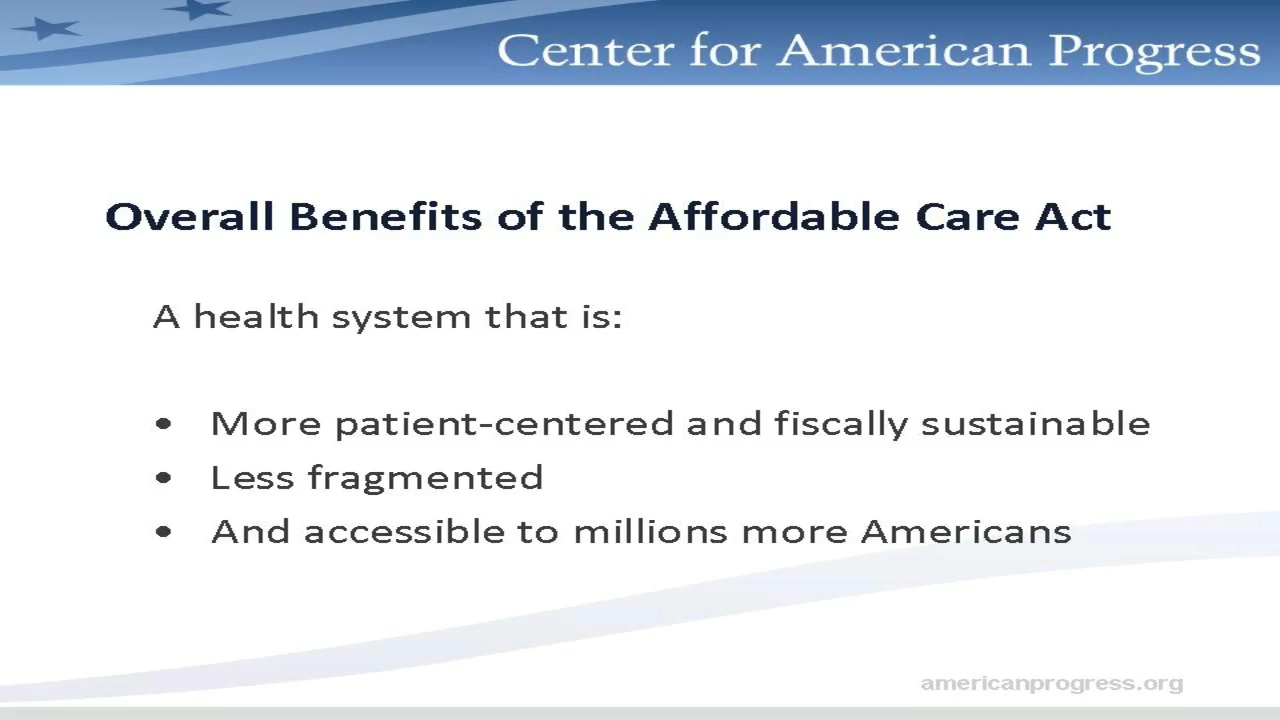 Center for American Progress
Overall Benefits of the Affordable Care Act
A health system that is:
• More patient-centered and fiscally sustainable
• Less fragmented
• And accessible to millions more Americans
americanprogress.org